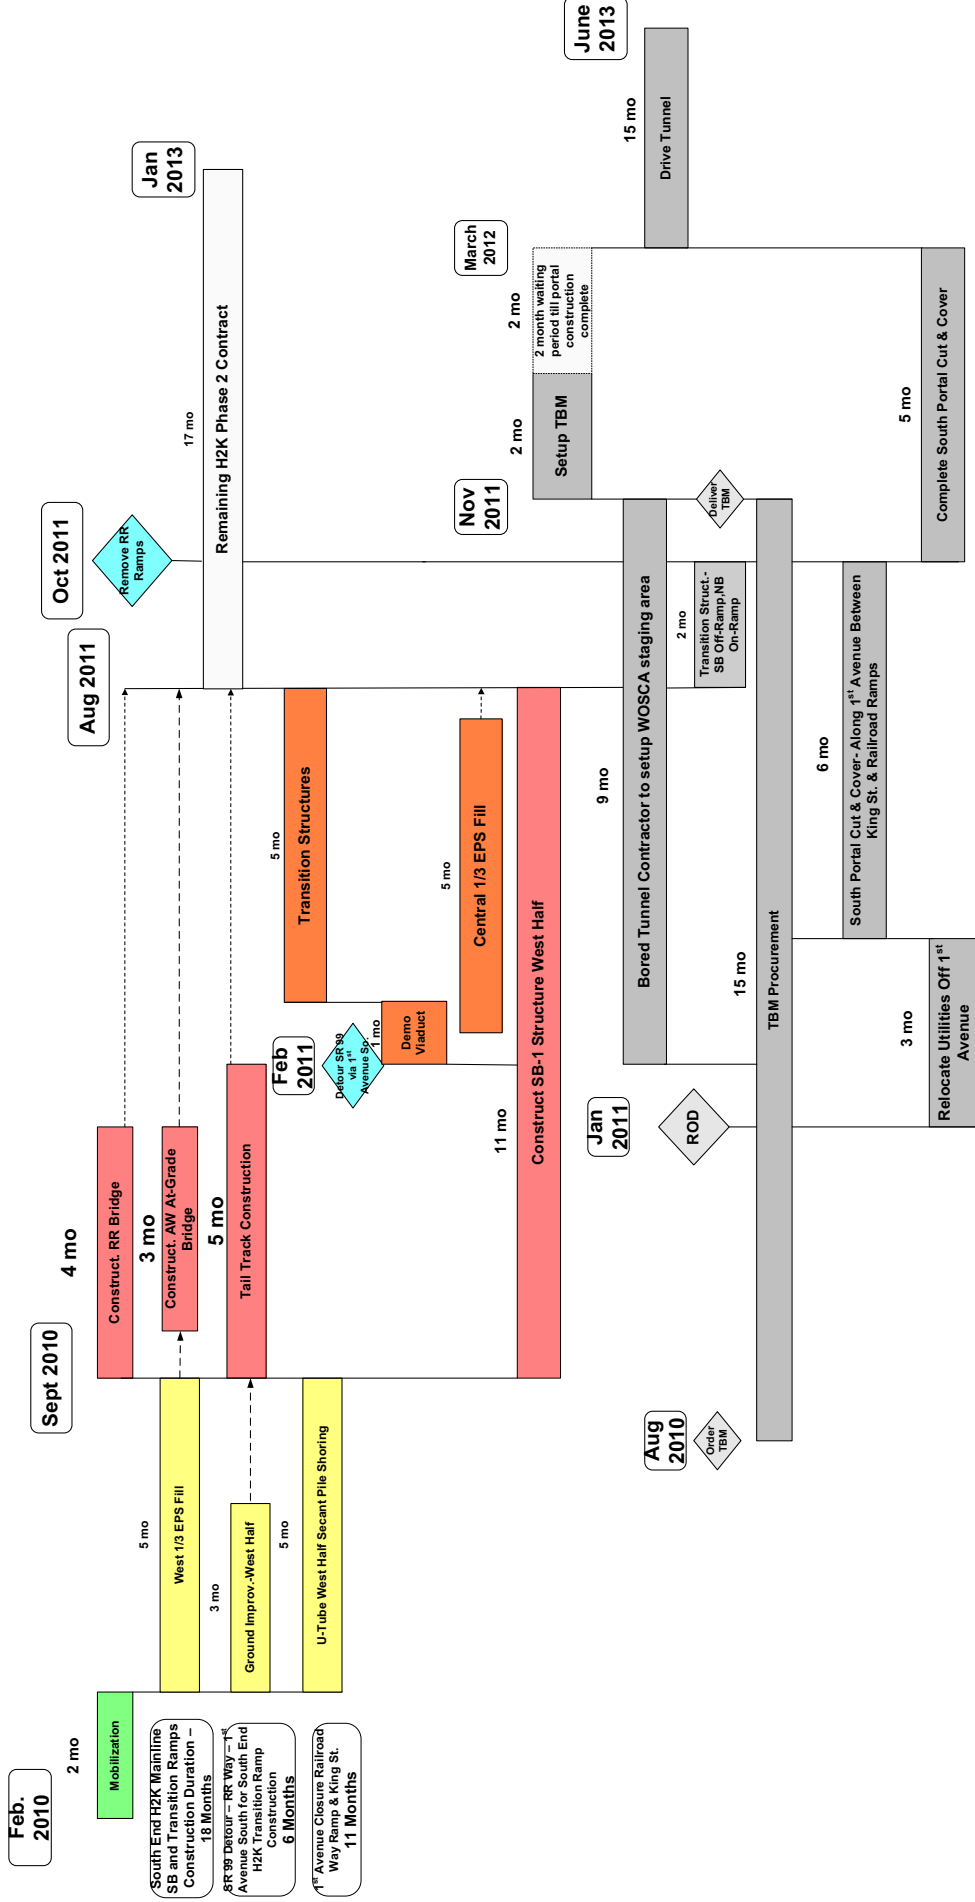 Feb.
2010
2 mo
Mobilization
South End H2K Mainline
SB and Transition Ramps
Construction Duration –
18 Months
SR 99 Detour – RR Way – 1st
Avenue South for South End
H2K Transition Ramp
Construction
6 Months
1st Avenue Closure Railroad
Way Ramp & King St.
11 Months
5 mo
West 1/3 EPS Fill
3 mo
Ground Improv.-West Half
5 mo
U-Tube West Half Secant Pile Shoring
Sept 2010
4 mo
Construct. RR Bridge
3 mo
Construct. AW At-Grade
Bridge
5 mo
Tail Track Construction
Feb
2011
Detour SR 99
via 1st
Avenue So.
1 mo
Demo
Viaduct
5 mo
Transition Structures
5 mo
Central 1/3 EPS Fill
11 mo
Construct SB-1 Structure West Half
Aug 2011
Oct 2011
Remove RR
Ramps
17 mo
Remaining H2K Phase 2 Contract
Jan
2013
Aug
2010
Order
TBM
Jan
2011
ROD
15 mo
TBM Procurement
9 mo
Bored Tunnel Contractor to setup WOSCA staging area
2 mo
Transition Struct.-
SB Off-Ramp,NB
On-Ramp
3 mo
Relocate Utilities Off 1st
Avenue
6 mo
South Portal Cut & Cover- Along 1st Avenue Between
King St. & Railroad Ramps
Nov
2011
Deliver
TBM
2 mo
Setup TBM
2 mo
2 month waiting
period till portal
construction
complete
March
2012
5 mo
Complete South Portal Cut & Cover
15 mo
Drive Tunnel
June
2013